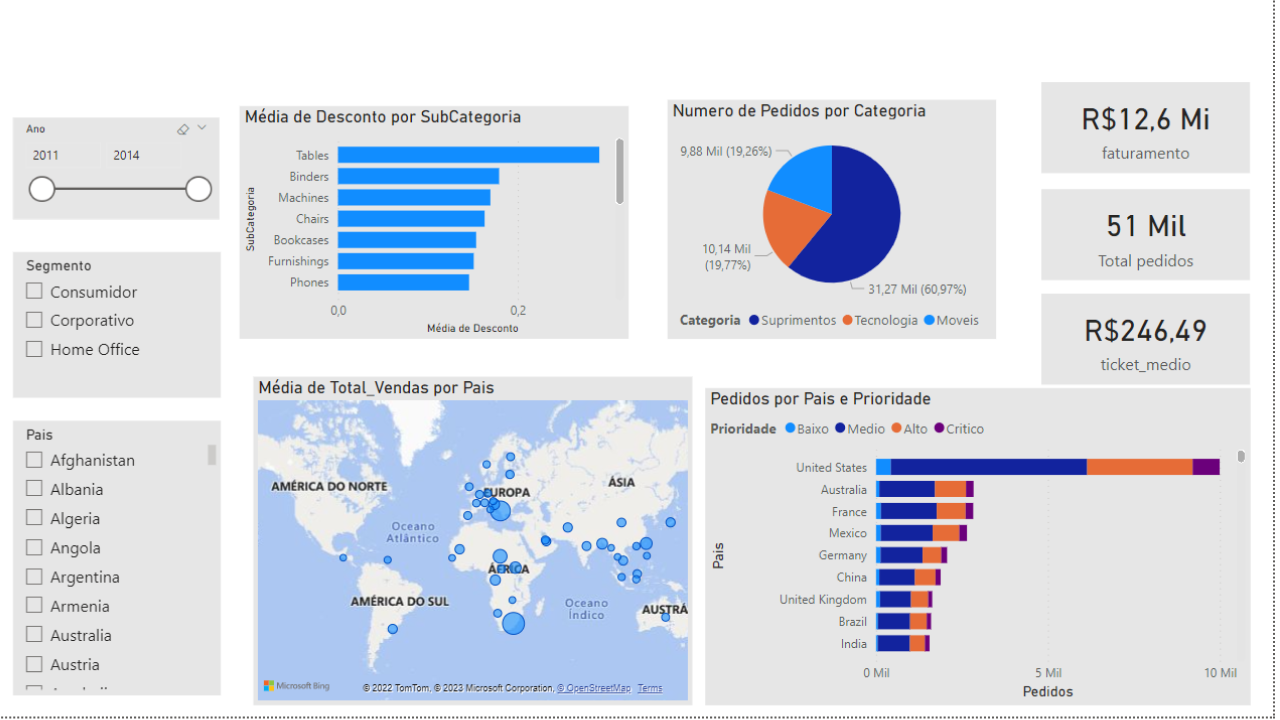 Ano
2011 2014
Segmento
Consumidor
Corporativo
Home Office
Pais
Afghanistan
Albania
Algeria
Angola
Argentina
Armenia
Australia
Austria
Média de Desconto por SubCategoria
SubCategoria
Tables
Binders
Machines
Chairs
Bookcases
Furnishings
Phones
0,0 0,2
Média de Desconto
Numero de Pedidos por Categoria
9,88 Mil (19,26%)
10,14 Mil
(19,77%)
31,27 Mil (60,97%)
Categoria Suprimentos Tecnologia Moveis
R$12,6 Mi
faturamento
51 Mil
Total pedidos
R$246,49
ticket_medio
Média de Total_Vendas por Pais
AMÉRICA DO NORTE
EUROPA
ÁSIA
Oceano
Atlântico
ÁFRICA
AMÉRICA DO SUL
Oceano
Índico
AUSTRÁ
Microsoft Bing
© 2022 TomTom, © 2023 Microsoft Corporation, © OpenStreetMap Terms
Pedidos por Pais e Prioridade
Prioridade Baixo Medio Alto Critico
Pais
United States
Australia
France
Mexico
Germany
China
United Kingdom
Brazil
India
0 Mil 5 Mil 10 Mil
Pedidos